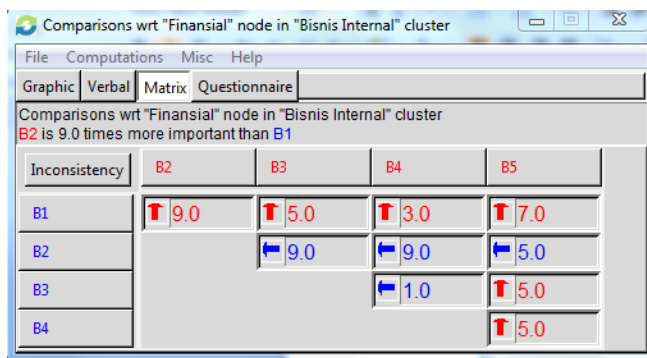 Comparisons wrt "Finansial" node in "Bisnis Internal" cluster
File Computations Misc Help
Graphic Verbal Matrix Questionnaire
Comparisons wrt "Finansial" node in "Bisnis Internal" cluster
B2 is 9.0 times more important than B1
Inconsistency B2 B3 B4 B5
B1 9.0 5.0 3.0 7.0
B2 9.0 9.0 5.0
B3 1.0 5.0
B4 5.0